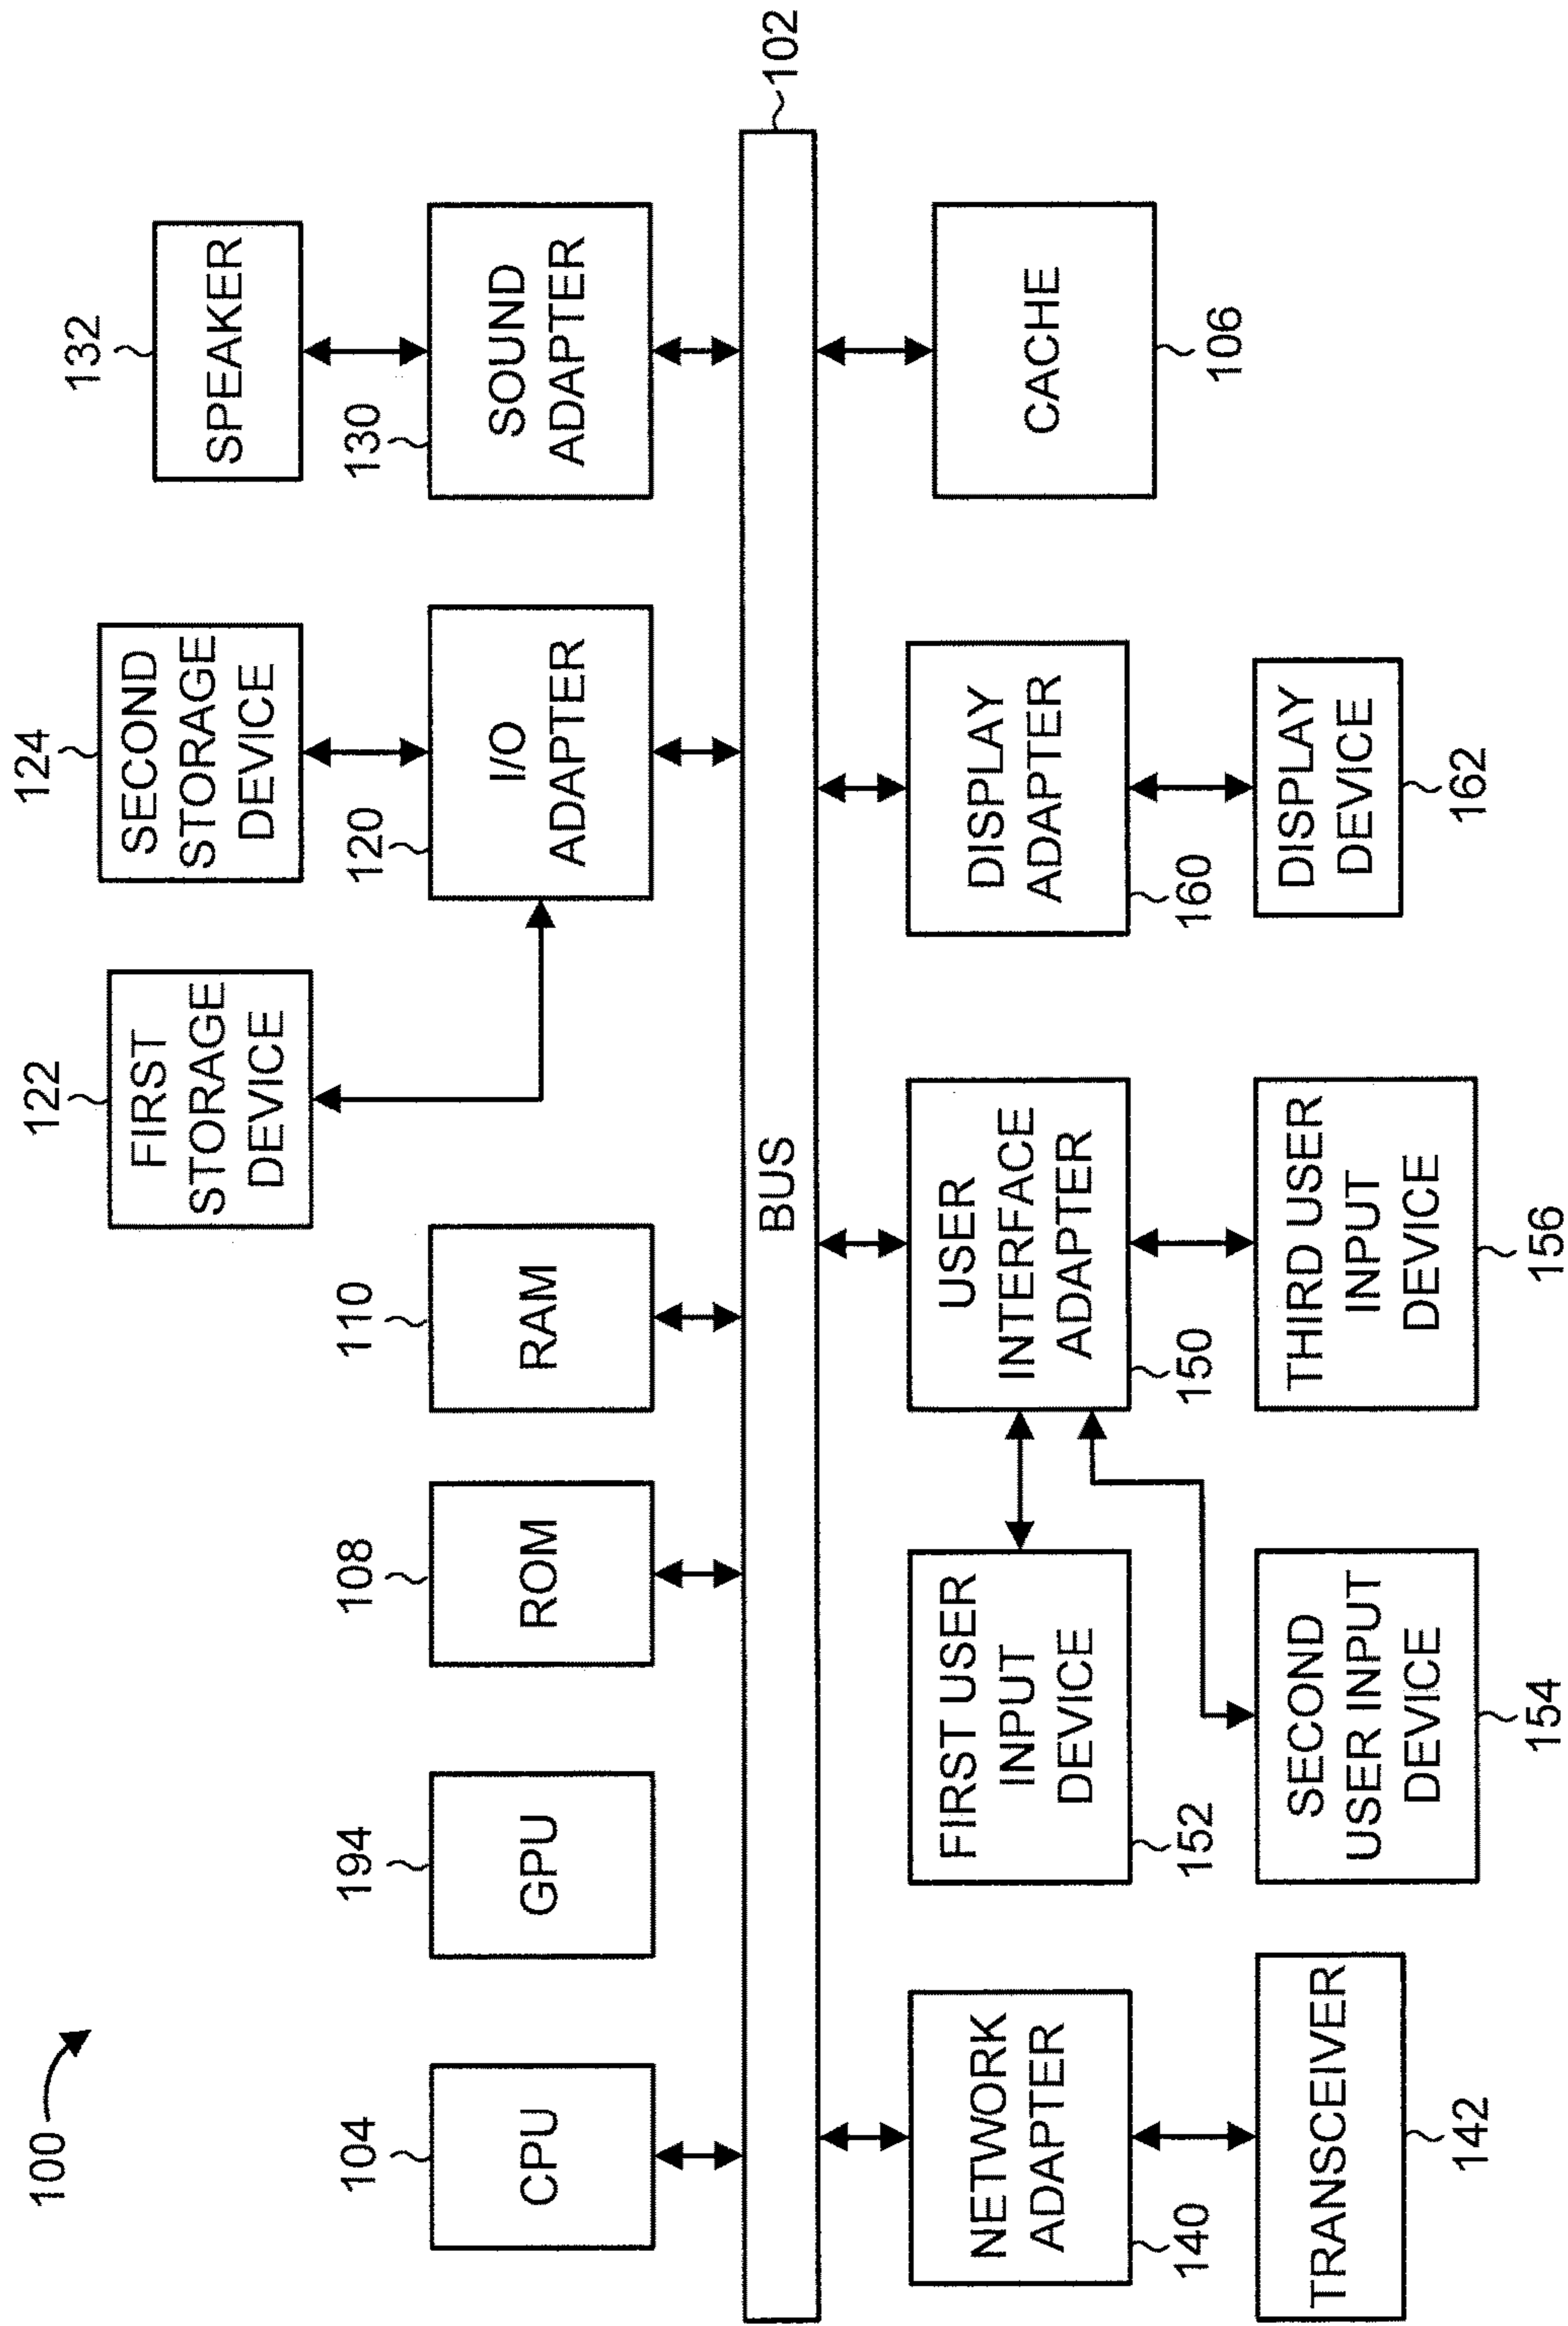 100
122
FIRST
STORAGE
DEVICE
124
SECOND
STORAGE
DEVICE
132
SPEAKER
104
CPU
194
GPU
108
ROM
110
RAM
120
I/O
ADAPTER
130
SOUND
ADAPTER
BUS
102
140
NETWORK
ADAPTER
152
FIRST USER
INPUT
DEVICE
150
USER
INTERFACE
ADAPTER
160
DISPLAY
ADAPTER
CACHE
106
TRANSCEIVER
142
SECOND
USER INPUT
DEVICE
154
THIRD USER
INPUT
DEVICE
156
DISPLAY
DEVICE
162